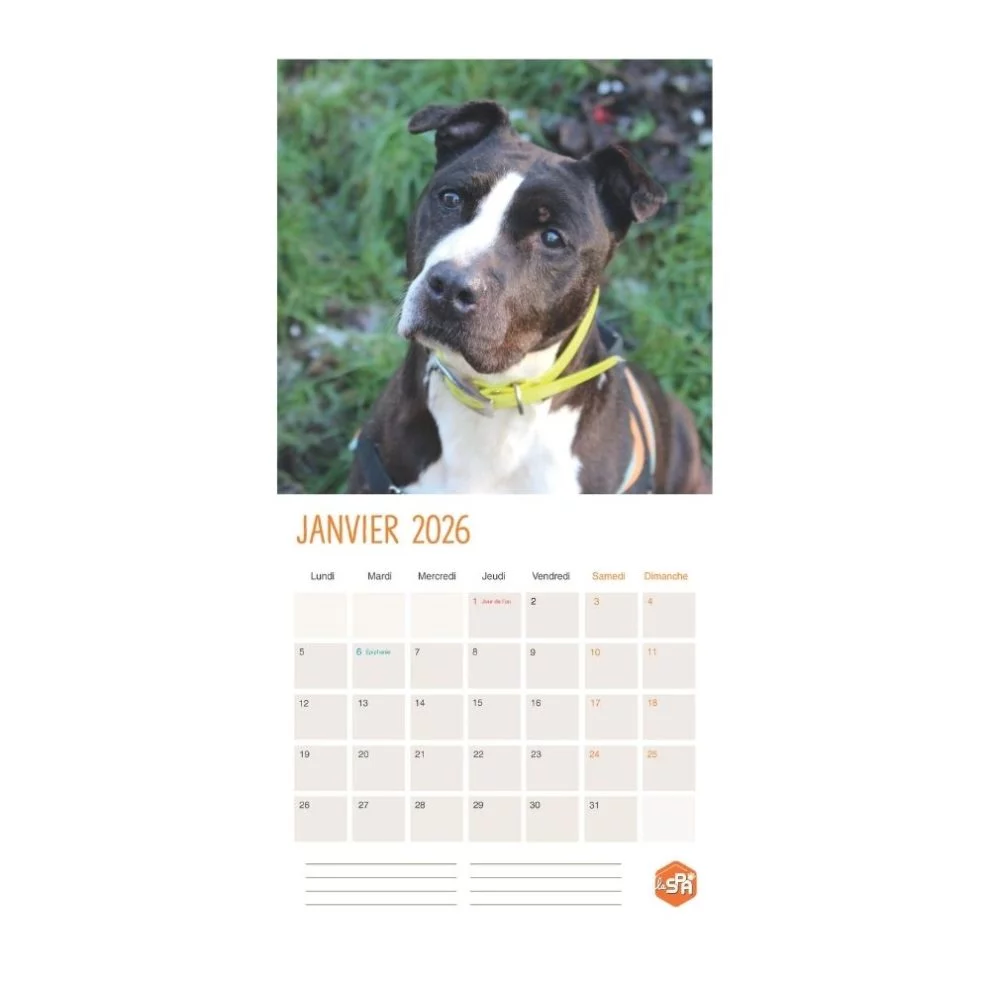 JANVIER 2026
Lundi Mardi Mercredi Jeudi Vendredi Samedi Dimanche
1 Jour de l'an 2 3 4
5 6 Epiphanie 7 8 9 10 11
12 13 14 15 16 17 18
19 20 21 22 23 24 25
26 27 28 29 30 31
la SPA